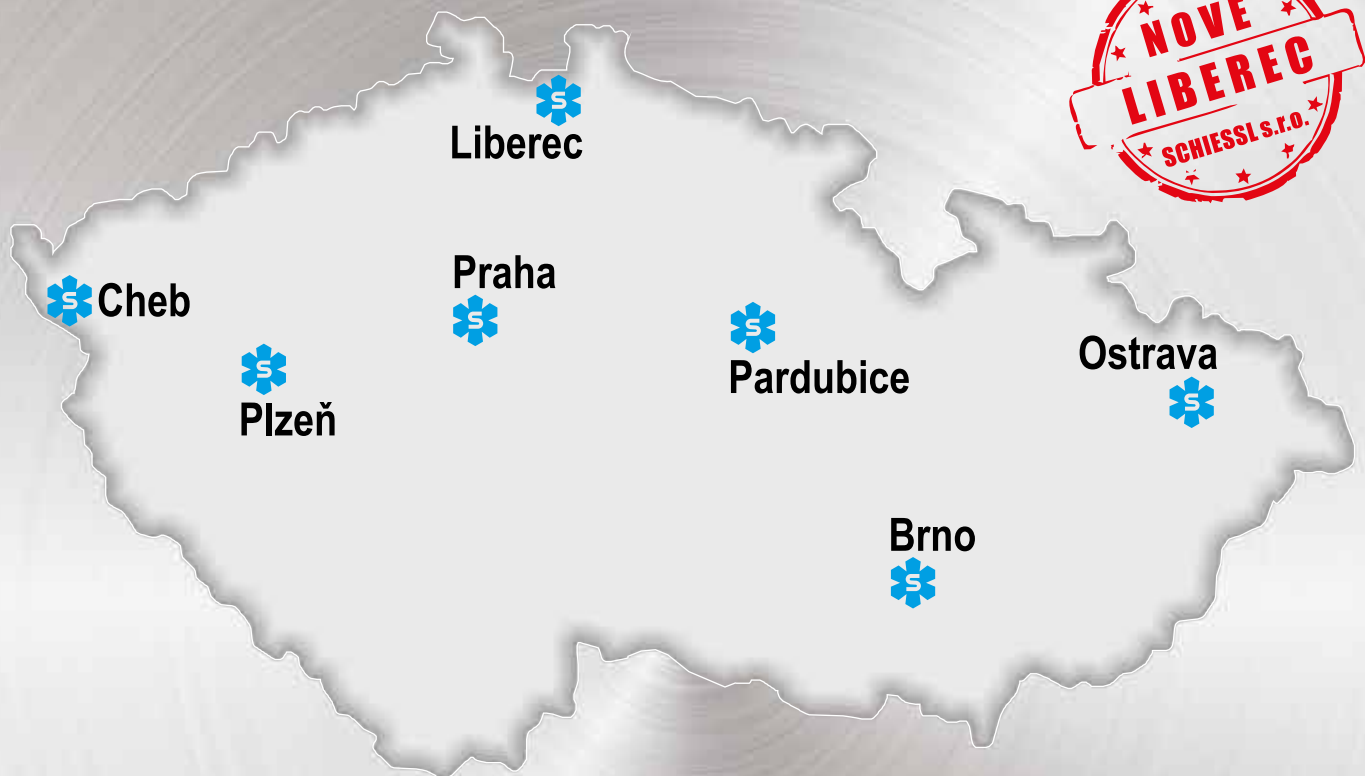 NOVE
LIBEREC
SCHIESSL s.r.o.
S
Liberec
Praha
S
S Cheb
S
Pardubice
Ostrava
S
S
Plzeň
Brno
S